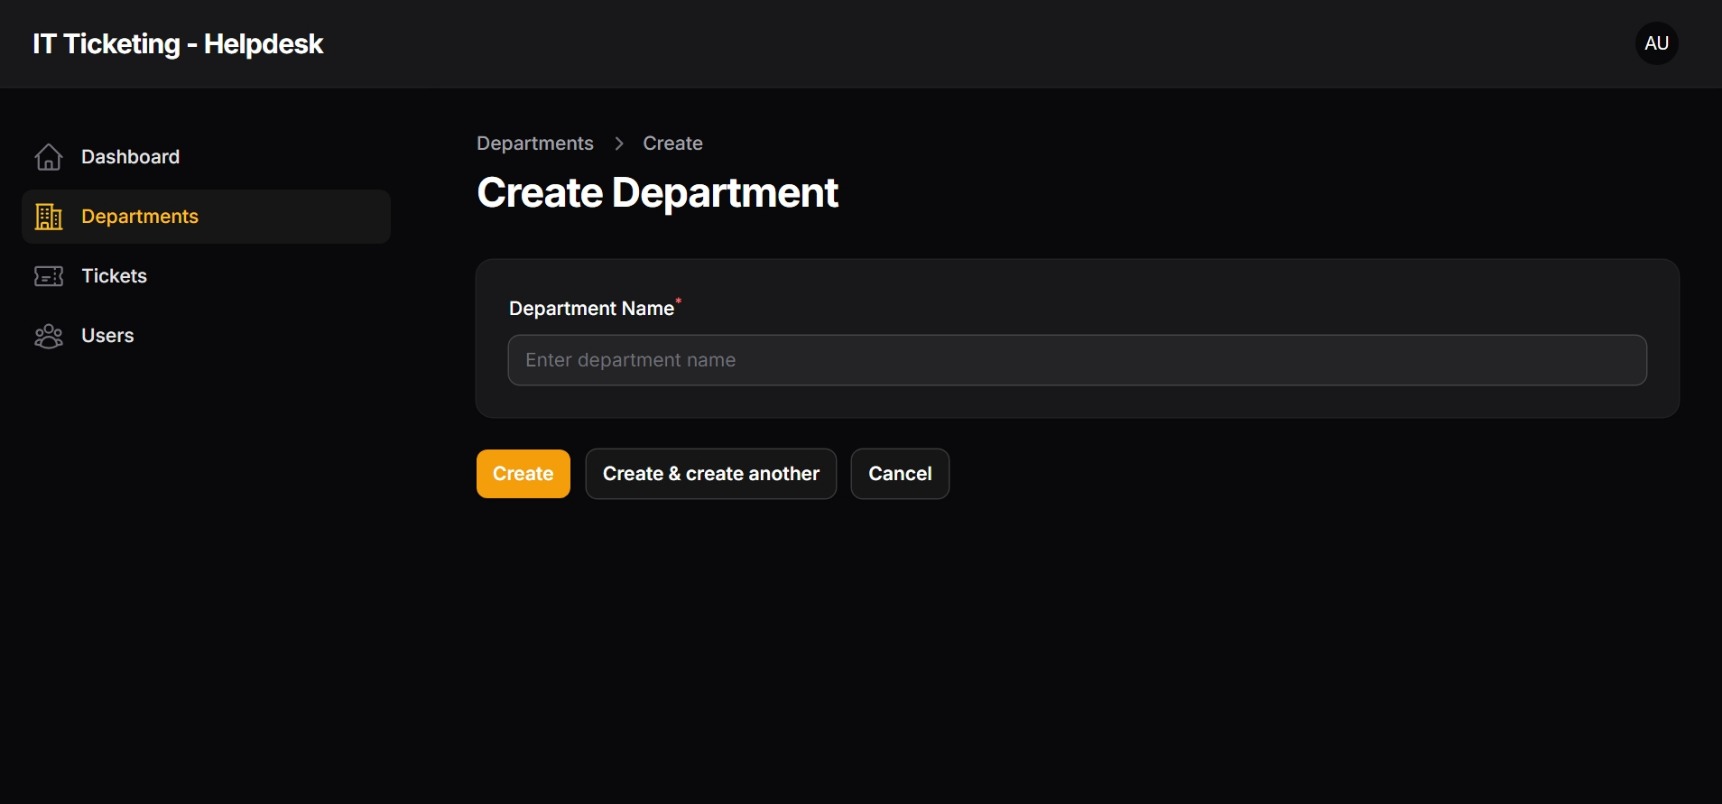 IT Ticketing - Helpdesk
AU
Dashboard
Departments
Tickets
Users
Departments > Create
Create Department
Department Name*
Enter department name
Create
Create & create another
Cancel